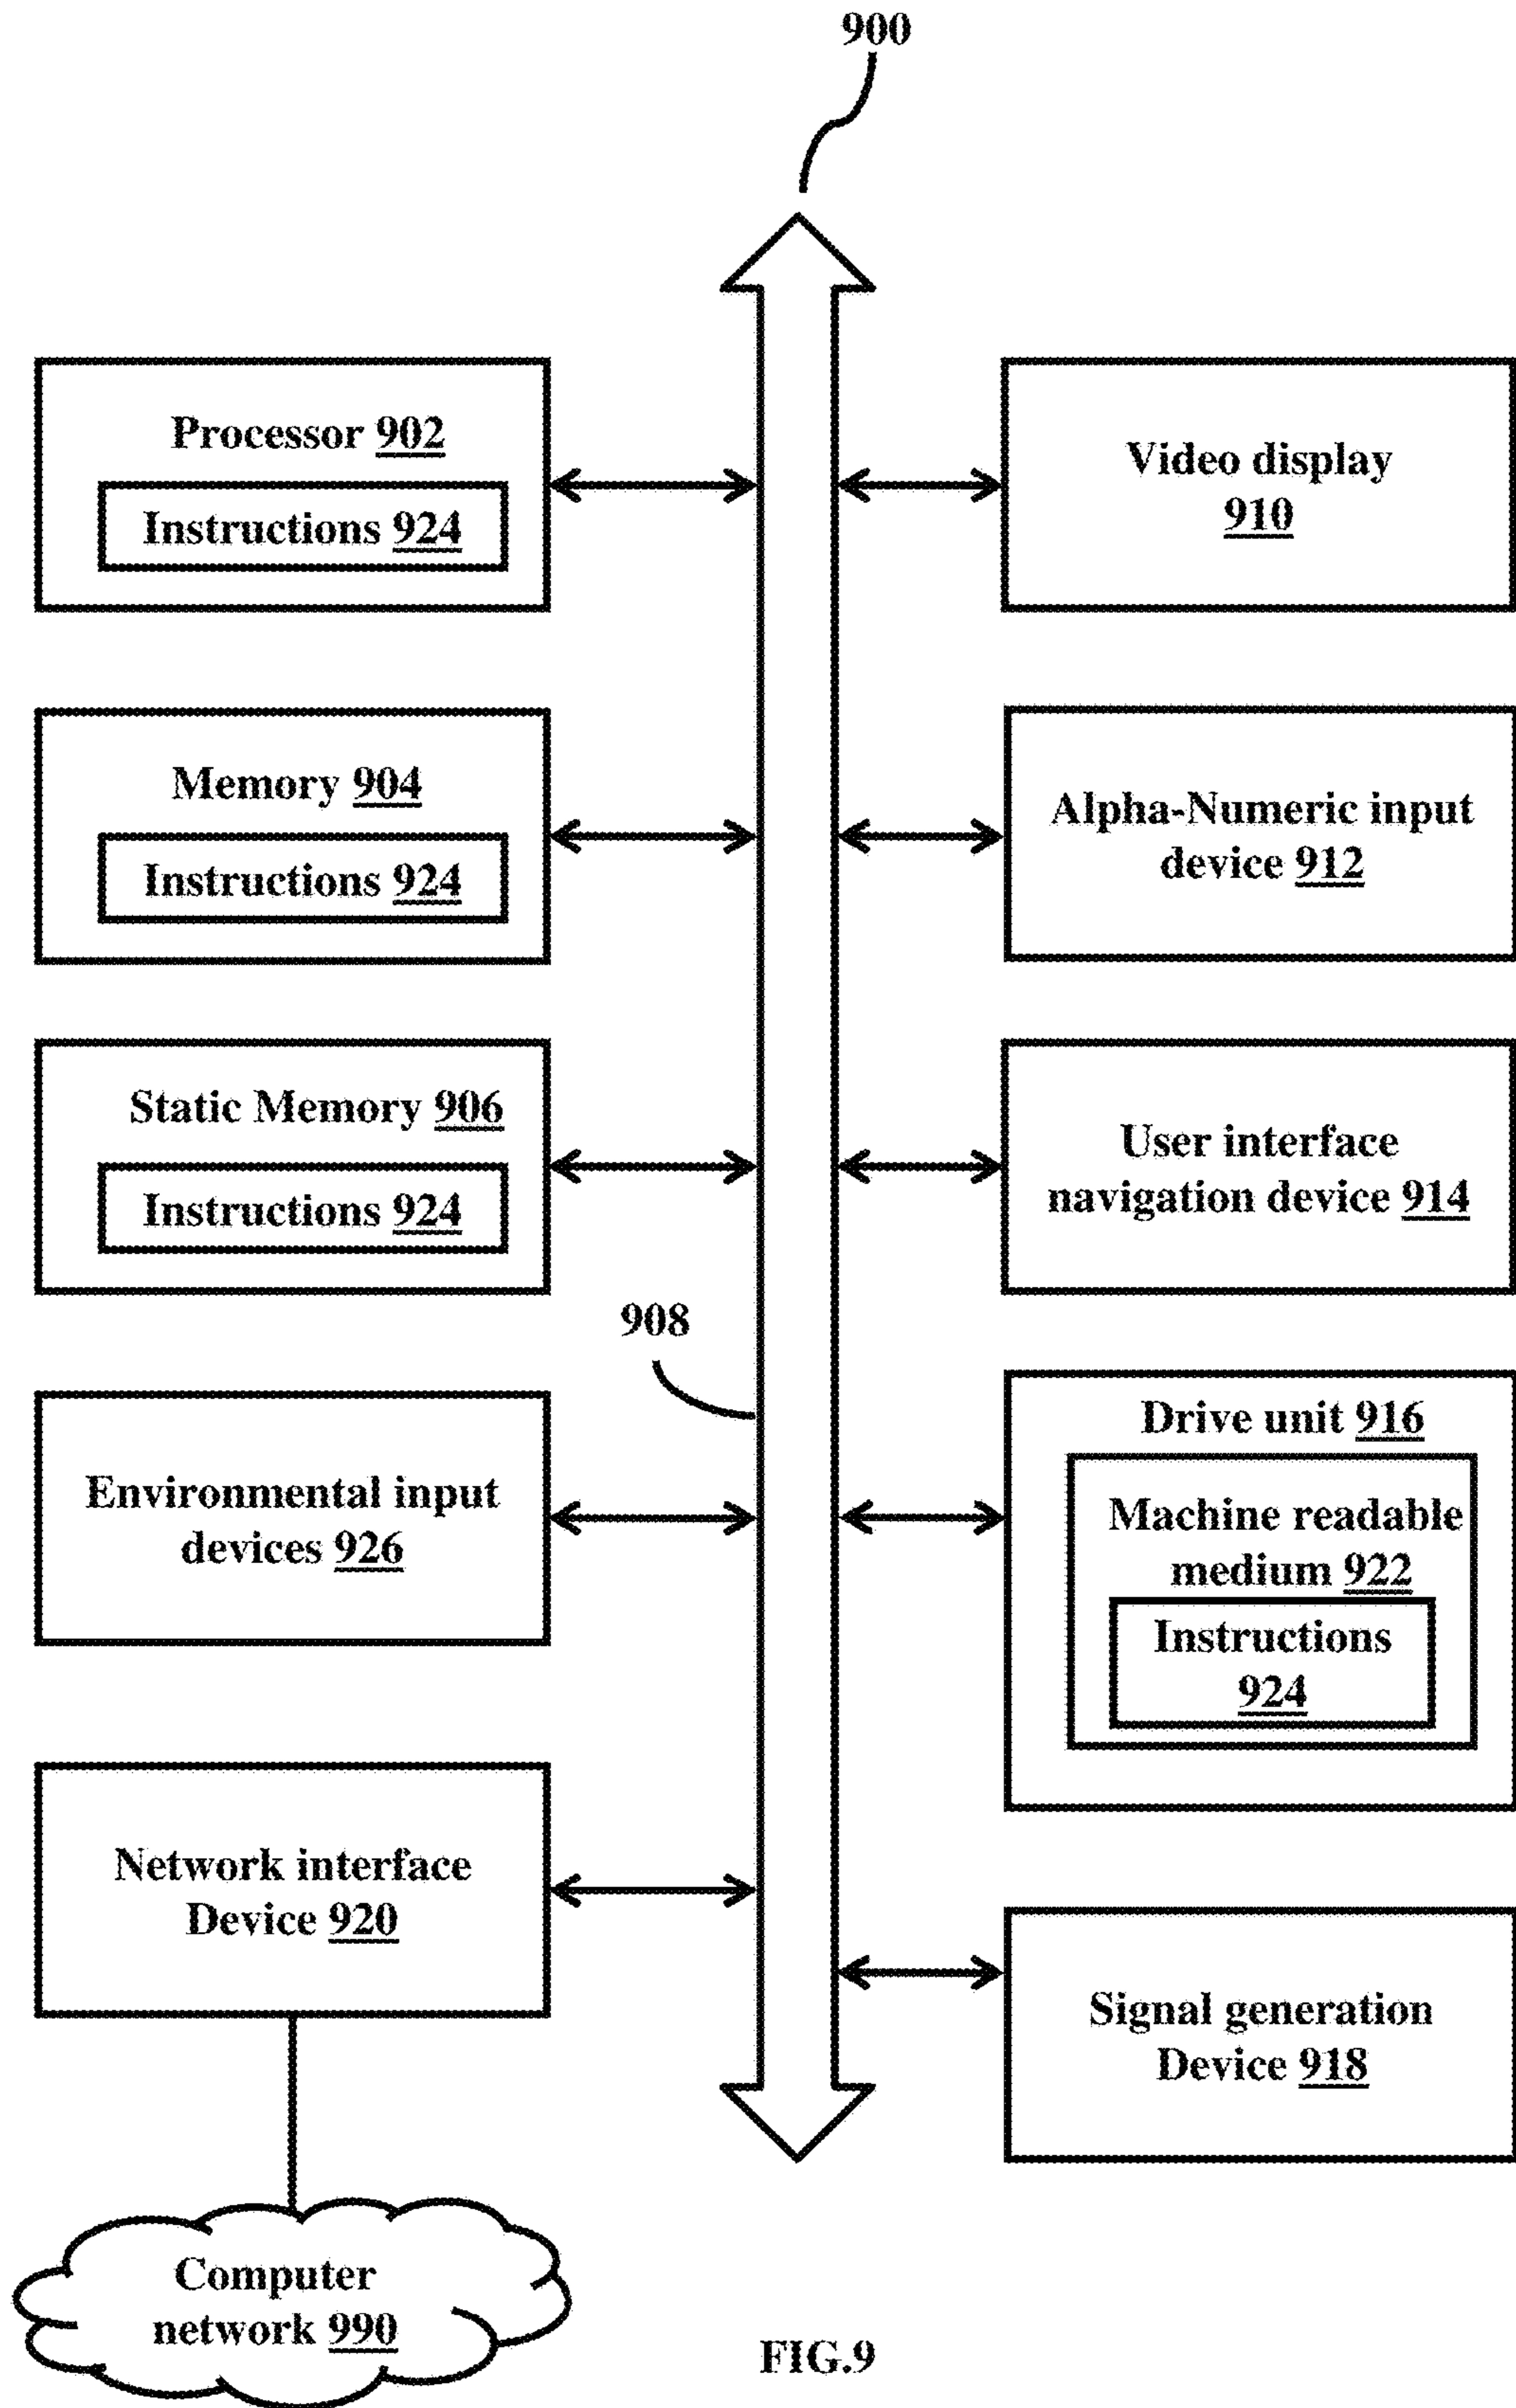 900
Processor 902
Instructions 924
Video display
910
Memory 904
Instructions 924
Alpha-Numeric input
device 912
Static Memory 906
Instructions 924
User interface
navigation device 914
908
Environmental input
devices 926
Drive unit 916
Machine readable
medium 922
Instructions
924
Network interface
Device 920
Signal generation
Device 918
Computer
network 990
FIG.9